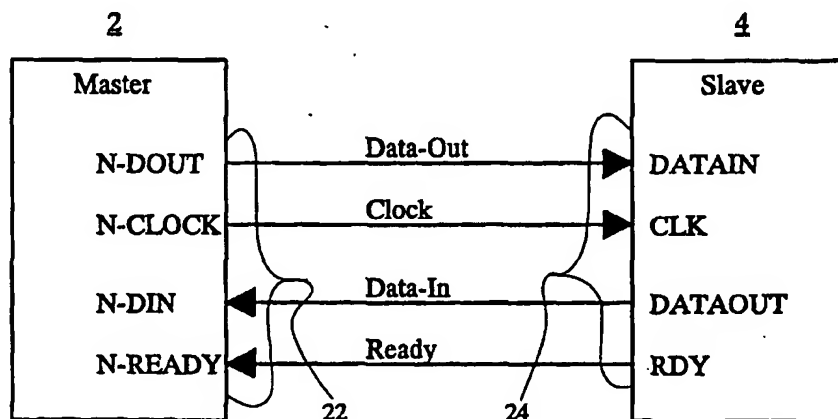 2 4
Master Slave
N-DOUT Data-Out DATAIN
N-CLOCK Clock CLK
N-DIN Data-In DATAOUT
N-READY Ready RDY
22 24